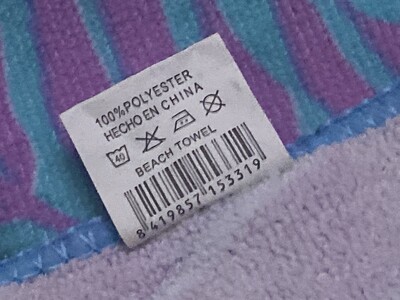 100% POLYESTER
HECHO EN CHINA
40
BEACH TOWEL
8 419857 153319